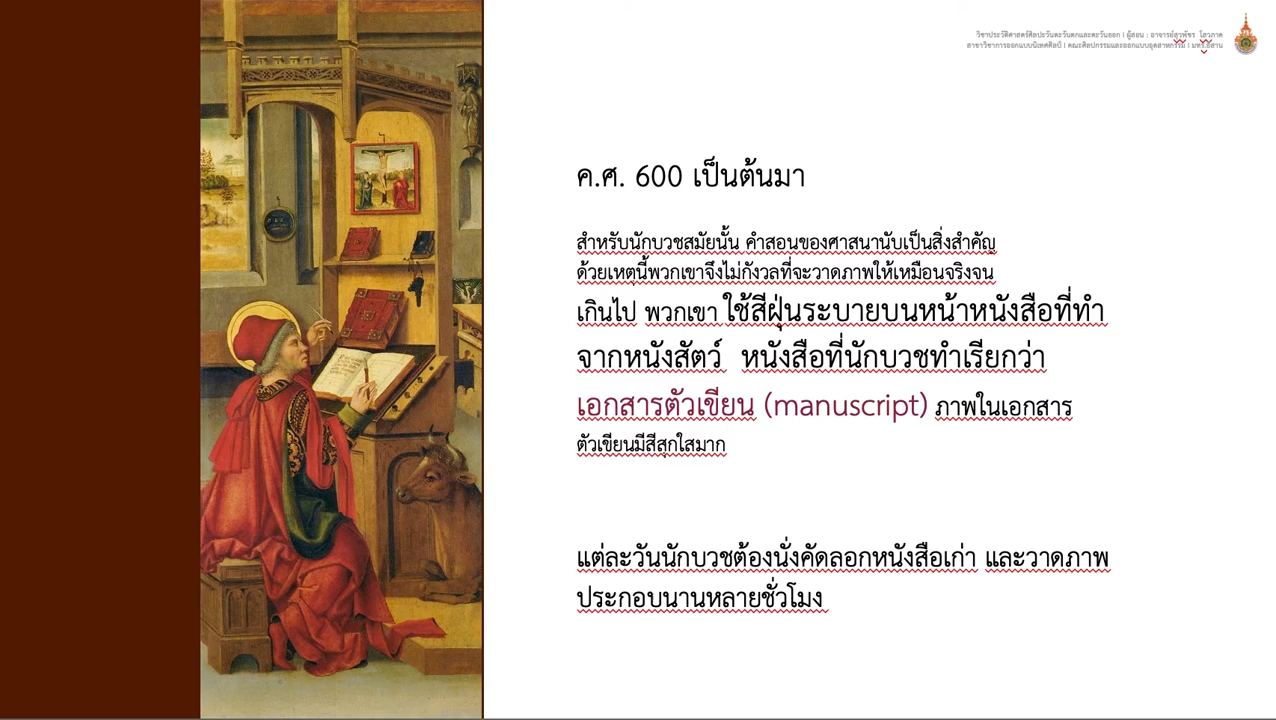 วิชาประวัติศาสตร์ศิลปะวันตะวันตกและตะวันออก | ผู้สอน : อาจารย์สุวพัชร โสวภาค
สาขาวิชาการออกแบบนิเทศศิลป์ | คณะศิลปกรรมและออกแบบอุตสาหกรรม | มทร.อีสาน
ค.ศ. 600 เป็นต้นมา
สำหรับนักบวชสมัยนั้น คำสอนของศาสนานับเป็นสิ่งสำคัญ
ด้วยเหตุนี้พวกเขาจึงไม่กังวลที่จะวาดภาพให้เหมือนจริงจน
เกินไป พวกเขา ใช้สีฝุ่นระบายบนหน้าหนังสือที่ทำ
จากหนังสัตว์ หนังสือที่นักบวชทำเรียกว่า
เอกสารตัวเขียน (manuscript) ภาพในเอกสาร
ตัวเขียนมีสีสุกใสมาก
แต่ละวันนักบวชต้องนั่งคัดลอกหนังสือเก่า และวาดภาพ
ประกอบนานหลายชั่วโมง